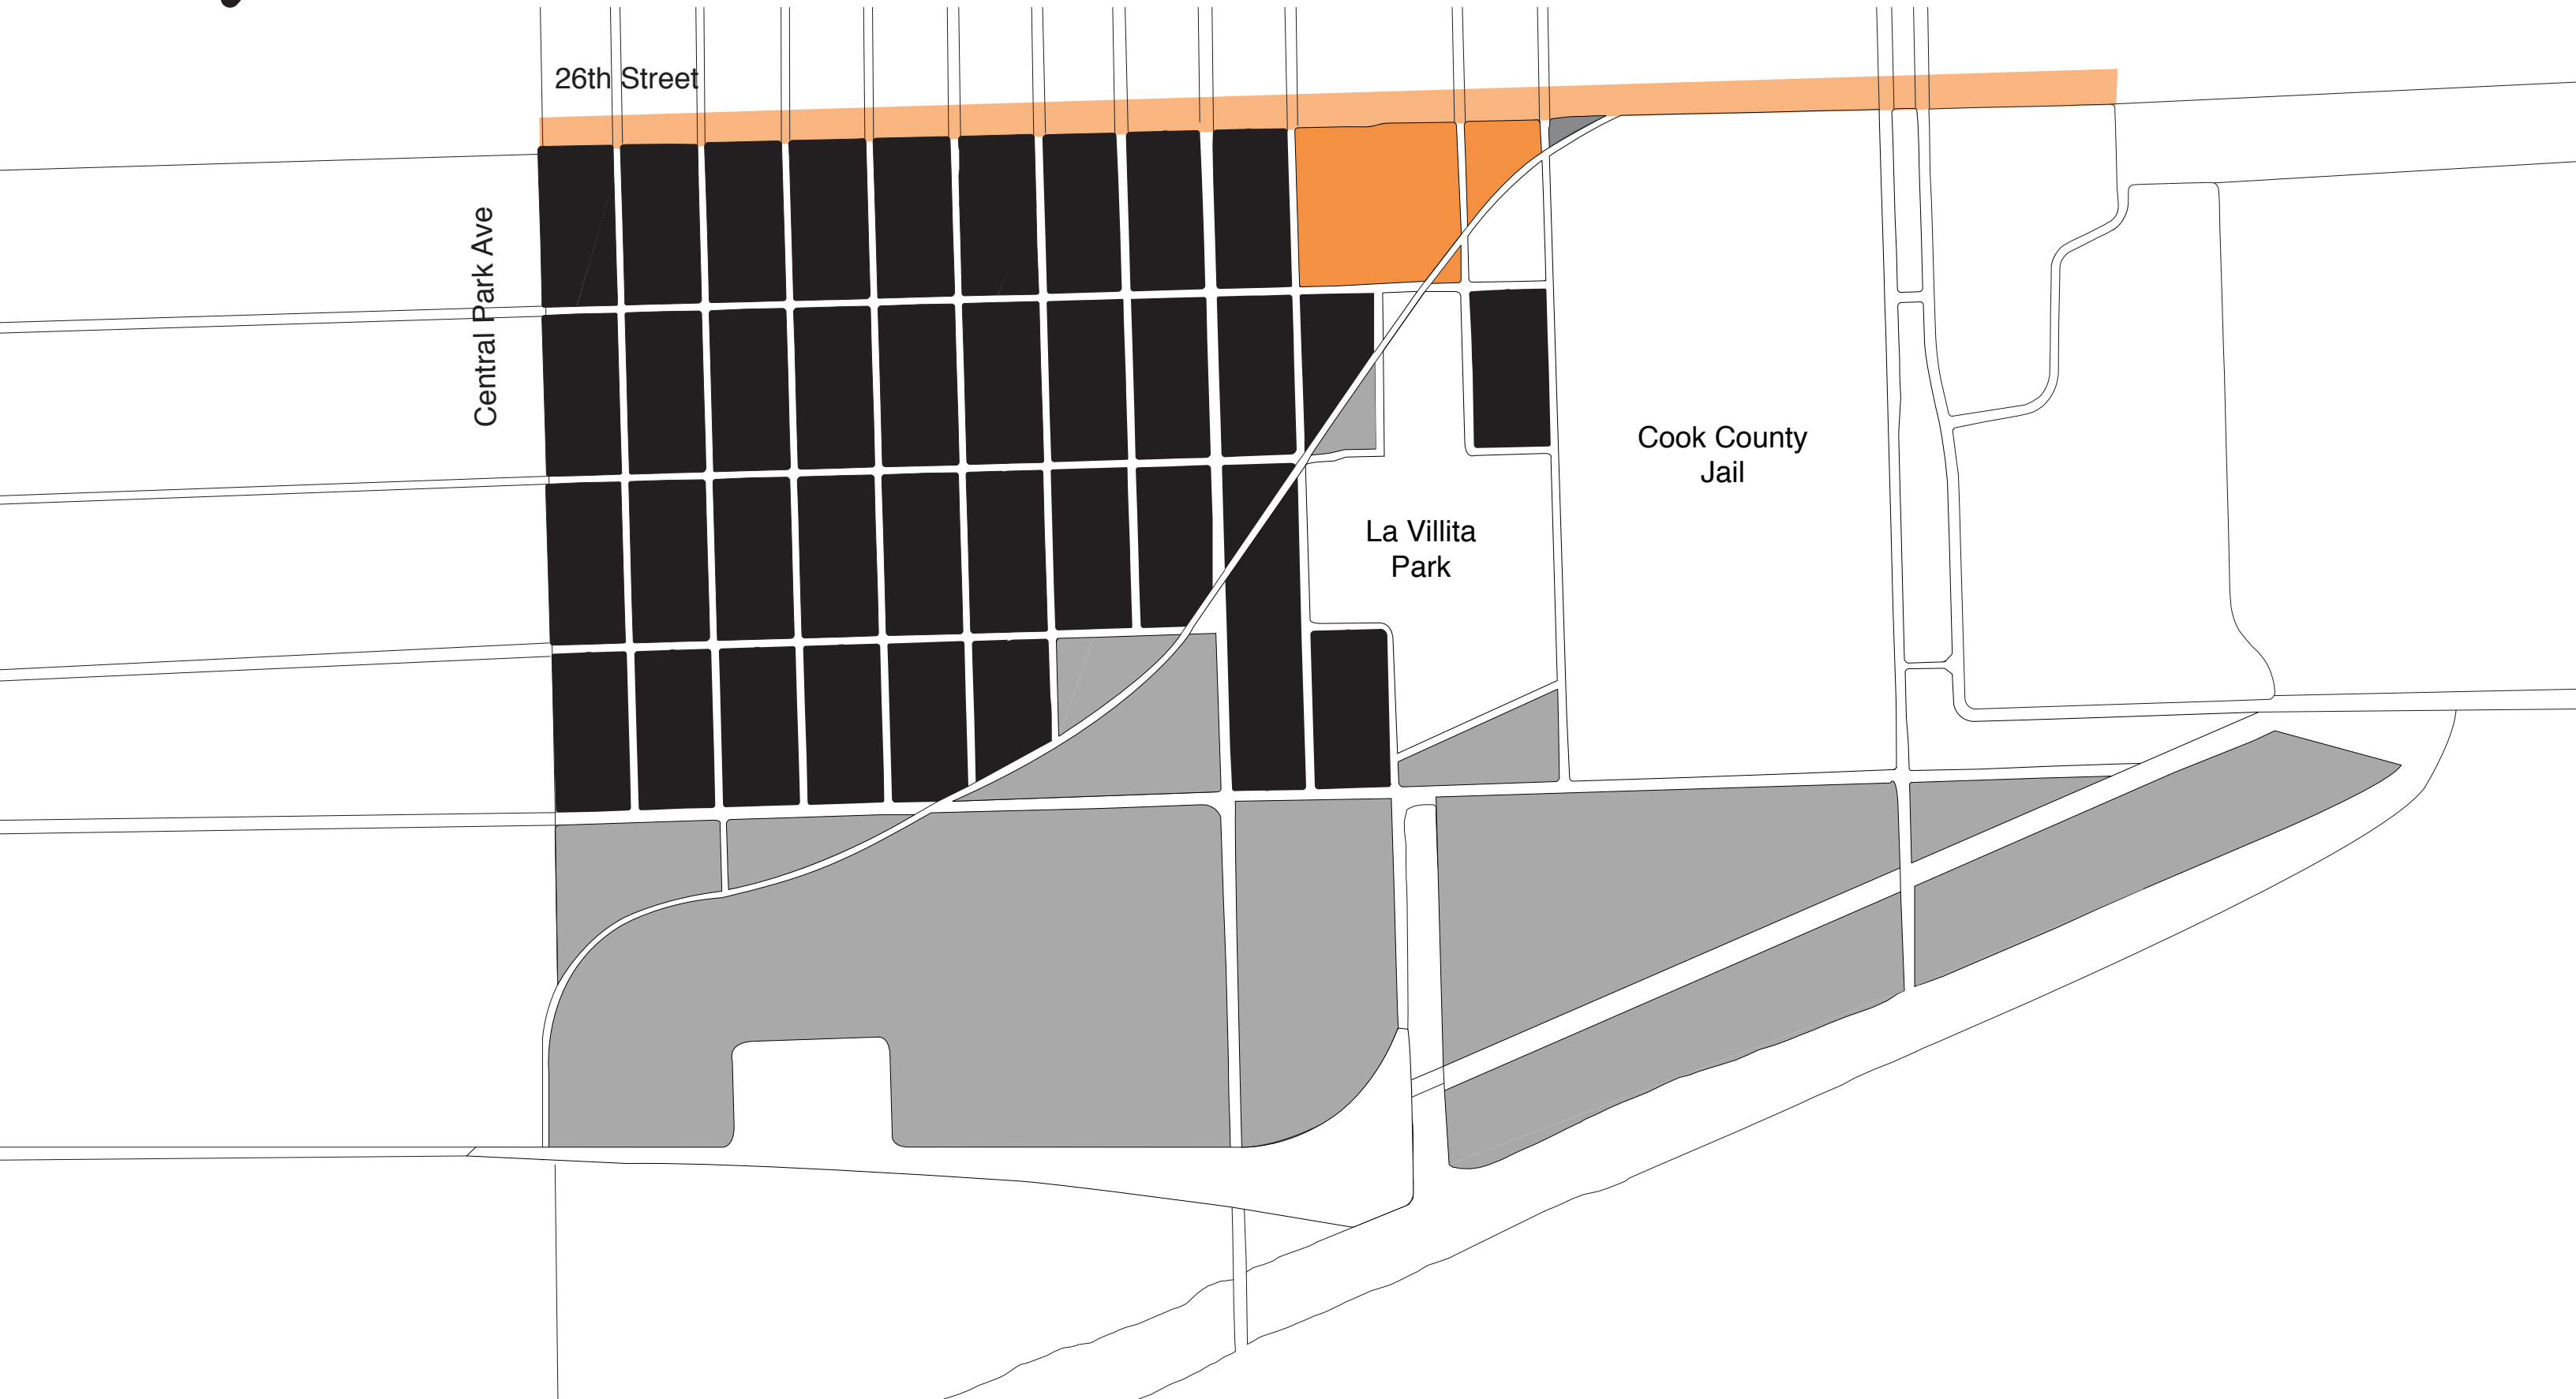 26th Street
Central Park Ave
Cook County
Jail
La Villita
Park